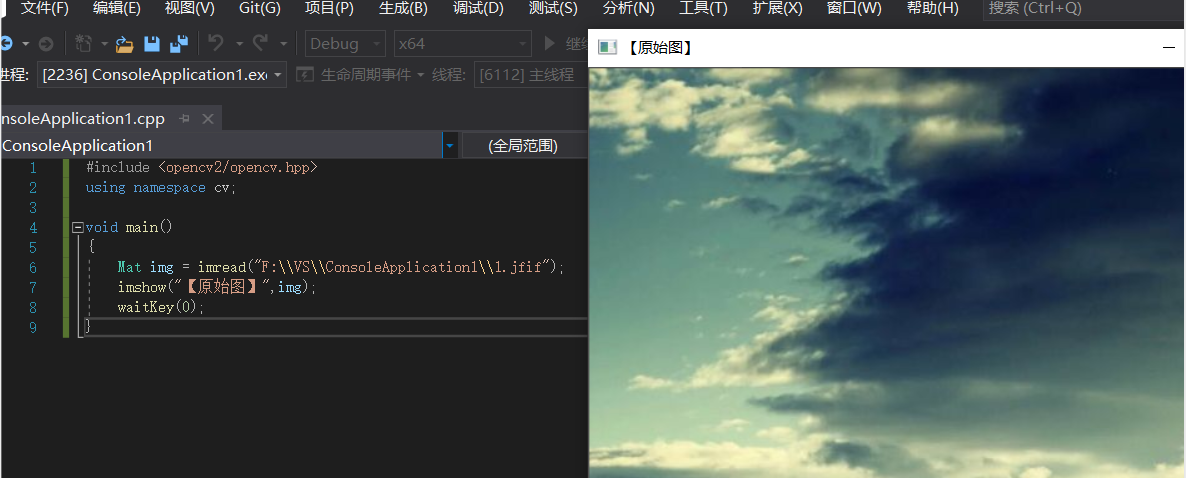 文件(F) 编辑(E) 视图(V) Git(G) 项目(P) 生成(B) 调试(D) 测试(S) 分析(N) 工具(T) 扩展(X) 窗口(W) 帮助(H) 搜索 (Ctrl+Q)
Debug x64
进程: [2236] ConsoleApplication1.exe 生命周期事件 线程: [6112] 主线程
nsoleApplication1.cpp
ConsoleApplication1 (全局范围)
1 #include <opencv2/opencv.hpp>
2 using namespace cv;
3
4 void main()
5 {
6 Mat img = imread("F:\\VS\\ConsoleApplication1\\1.jfif");
7 imshow("【原始图】",img);
8 waitKey(0);
9 }
【原始图】